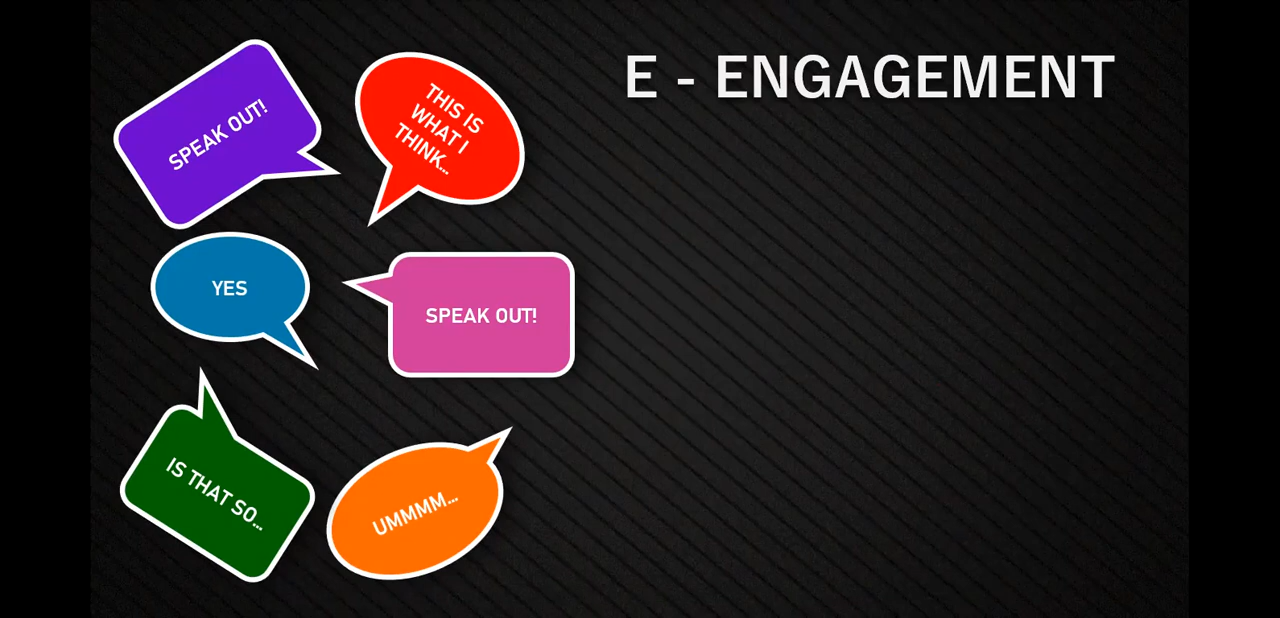 E - ENGAGEMENT
SPEAK OUT!
THIS IS
WHAT I
THINK...
YES
SPEAK OUT!
IS THAT SO...
UMMMM...